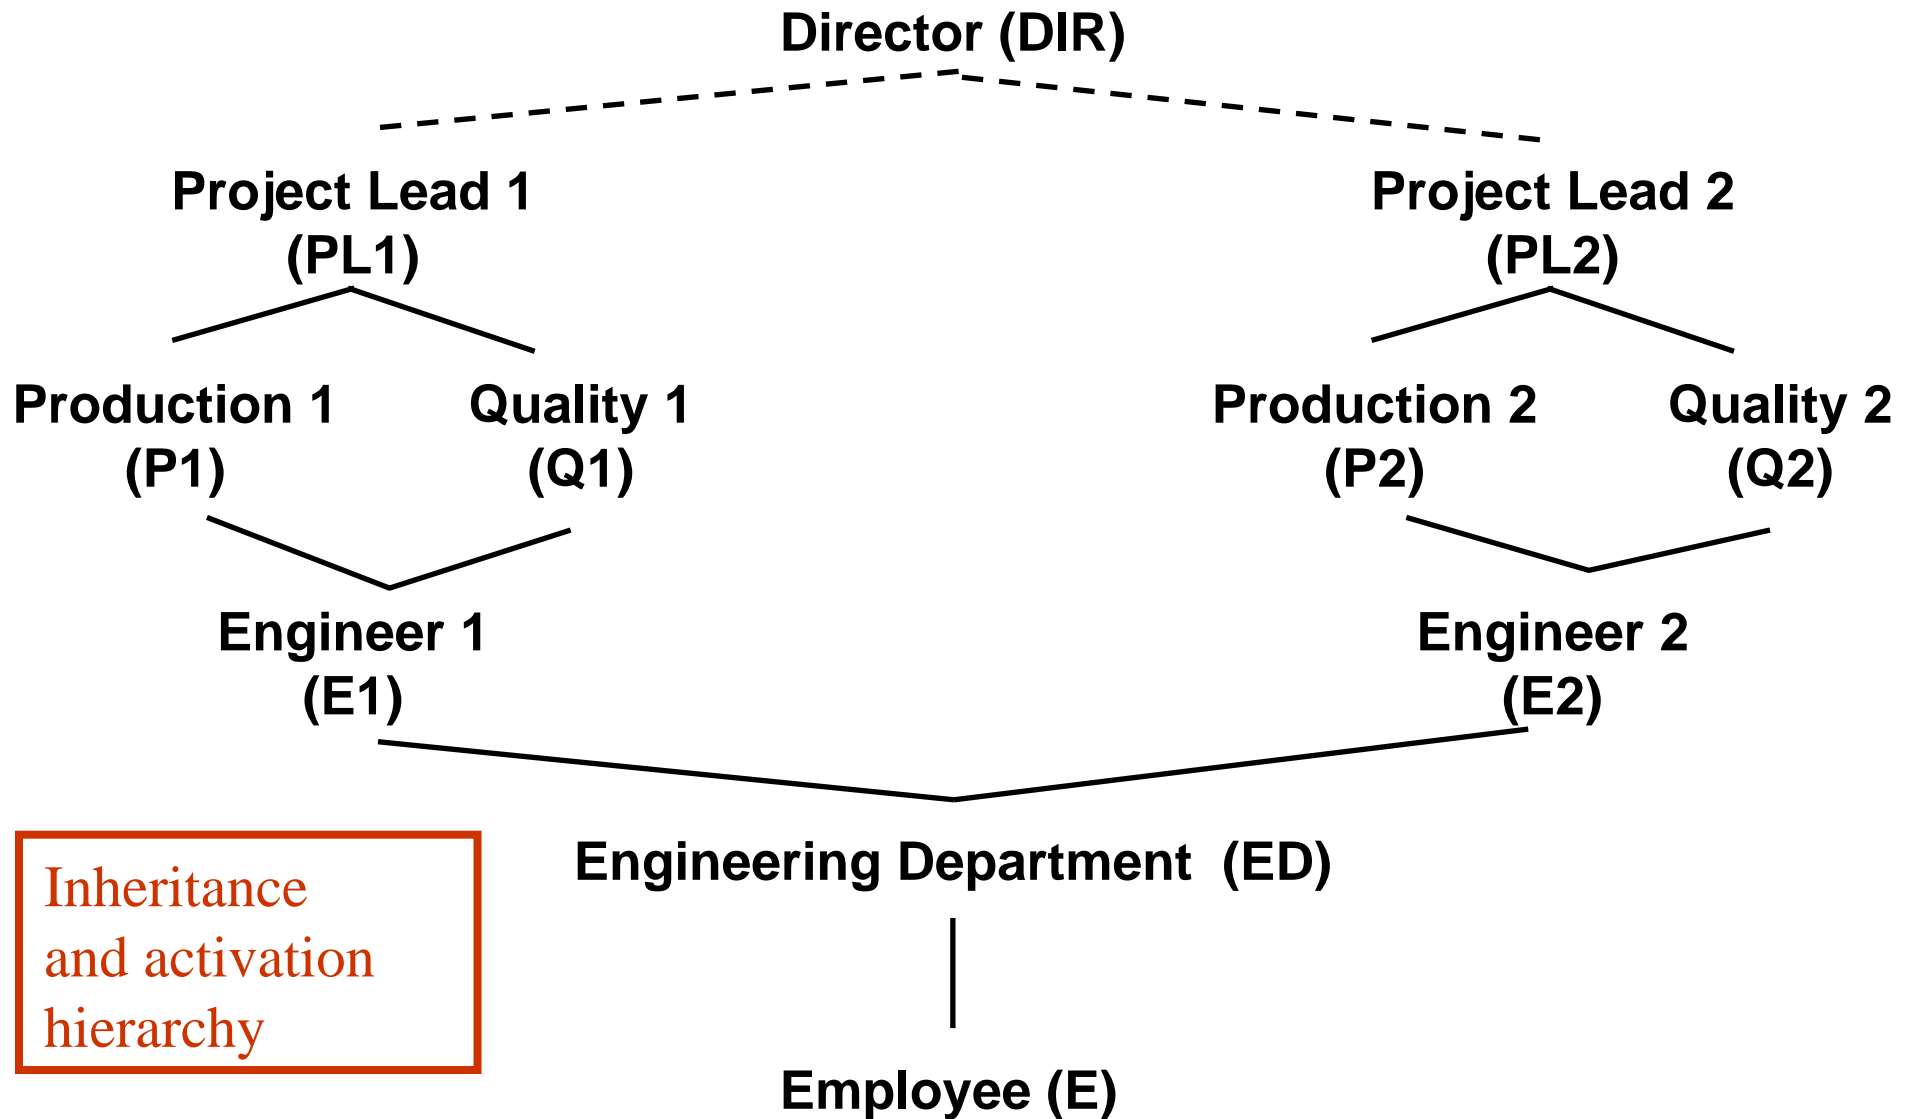 Director (DIR)
Project Lead 1
(PL1)
Project Lead 2
(PL2)
Production 1
(P1)
Quality 1
(Q1)
Production 2
(P2)
Quality 2
(Q2)
Engineer 1
(E1)
Engineer 2
(E2)
Engineering Department (ED)
Inheritance
and activation
hierarchy
Employee (E)